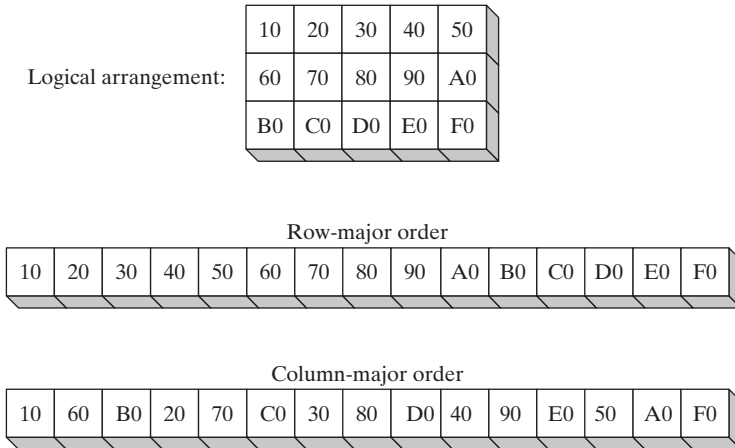 10 20 30 40 50
Logical arrangement: 60 70 80 90 A0
B0 C0 D0 E0 F0
Row-major order
10 20 30 40 50 60 70 80 90 A0 B0 C0 D0 E0 F0
Column-major order
10 60 B0 20 70 C0 30 80 D0 40 90 E0 50 A0 F0